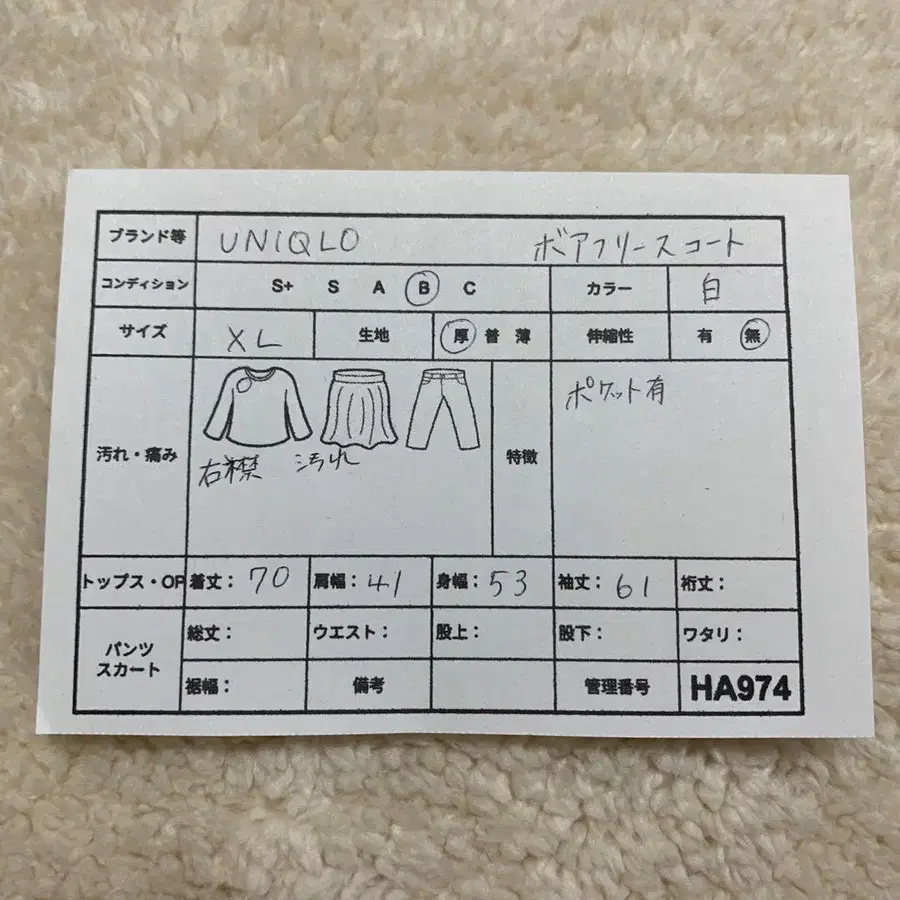 ブランド等 UNIQLO ボアフリースコート
コンディション S+ S A B C カラー 白
サイズ XL 生地 厚 普 薄 伸縮性 有 無
汚れ・痛み 右襟 汚れ 特徴 ポケット有
トップス・OP 着丈: 70 肩幅: 41 身幅: 53 袖丈: 61 裄丈:
パンツ
スカート
総丈: ウエスト: 股上: 股下: ワタリ:
裾幅: 備考 管理番号 HA974